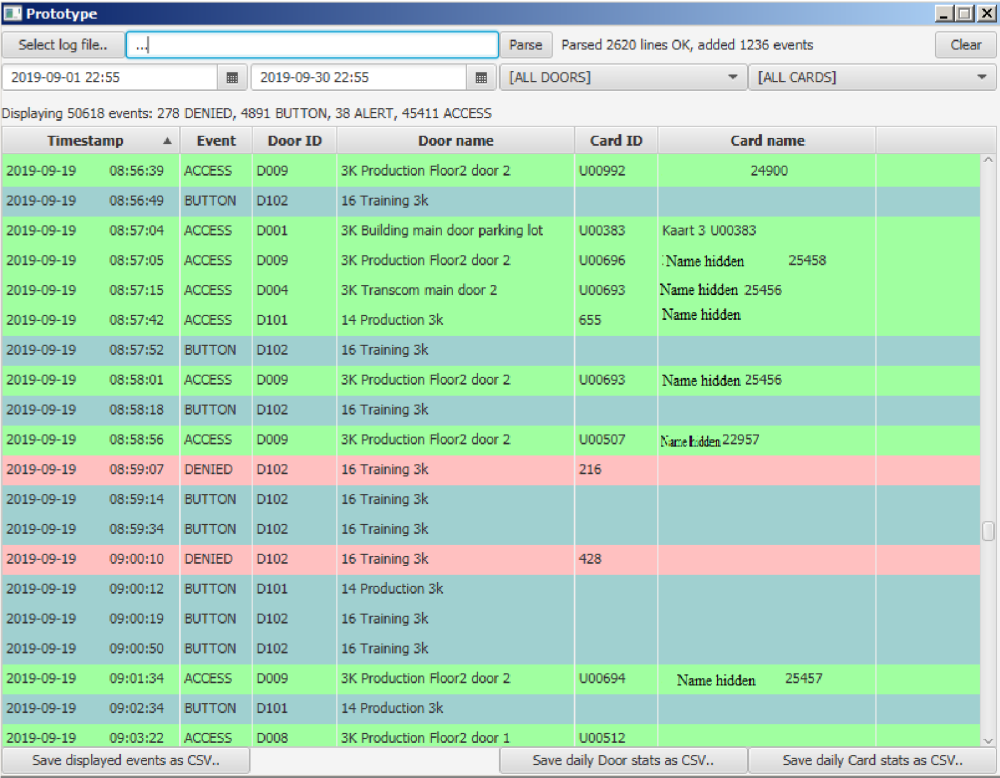 Prototype
Select log file.. ... Parse Parsed 2620 lines OK, added 1236 events Clear
2019-09-01 22:55 2019-09-30 22:55 [ALL DOORS] [ALL CARDS]
Displaying 50618 events: 278 DENIED, 4891 BUTTON, 38 ALERT, 45411 ACCESS
Timestamp Event Door ID Door name Card ID Card name
2019-09-19 08:56:39 ACCESS D009 3K Production Floor2 door 2 U00992 24900
2019-09-19 08:56:49 BUTTON D102 16 Training 3k
2019-09-19 08:57:04 ACCESS D001 3K Building main door parking lot U00383 Kaart 3 U00383
2019-09-19 08:57:05 ACCESS D009 3K Production Floor2 door 2 U00696 Name hidden 25458
2019-09-19 08:57:15 ACCESS D004 3K Transcom main door 2 U00693 Name hidden 25456
2019-09-19 08:57:42 ACCESS D101 14 Production 3k 655 Name hidden
2019-09-19 08:57:52 BUTTON D102 16 Training 3k
2019-09-19 08:58:01 ACCESS D009 3K Production Floor2 door 2 U00693 Name hidden 25456
2019-09-19 08:58:18 BUTTON D102 16 Training 3k
2019-09-19 08:58:56 ACCESS D009 3K Production Floor2 door 2 U00507 Name hidden 22957
2019-09-19 08:59:07 DENIED D102 16 Training 3k 216
2019-09-19 08:59:14 BUTTON D102 16 Training 3k
2019-09-19 08:59:34 BUTTON D102 16 Training 3k
2019-09-19 09:00:10 DENIED D102 16 Training 3k 428
2019-09-19 09:00:12 BUTTON D101 14 Production 3k
2019-09-19 09:00:19 BUTTON D102 16 Training 3k
2019-09-19 09:00:50 BUTTON D102 16 Training 3k
2019-09-19 09:01:34 ACCESS D009 3K Production Floor2 door 2 U00694 Name hidden 25457
2019-09-19 09:02:34 BUTTON D101 14 Production 3k
2019-09-19 09:03:22 ACCESS D008 3K Production Floor2 door 1 U00512
Save displayed events as CSV.. Save daily Door stats as CSV.. Save daily Card stats as CSV..